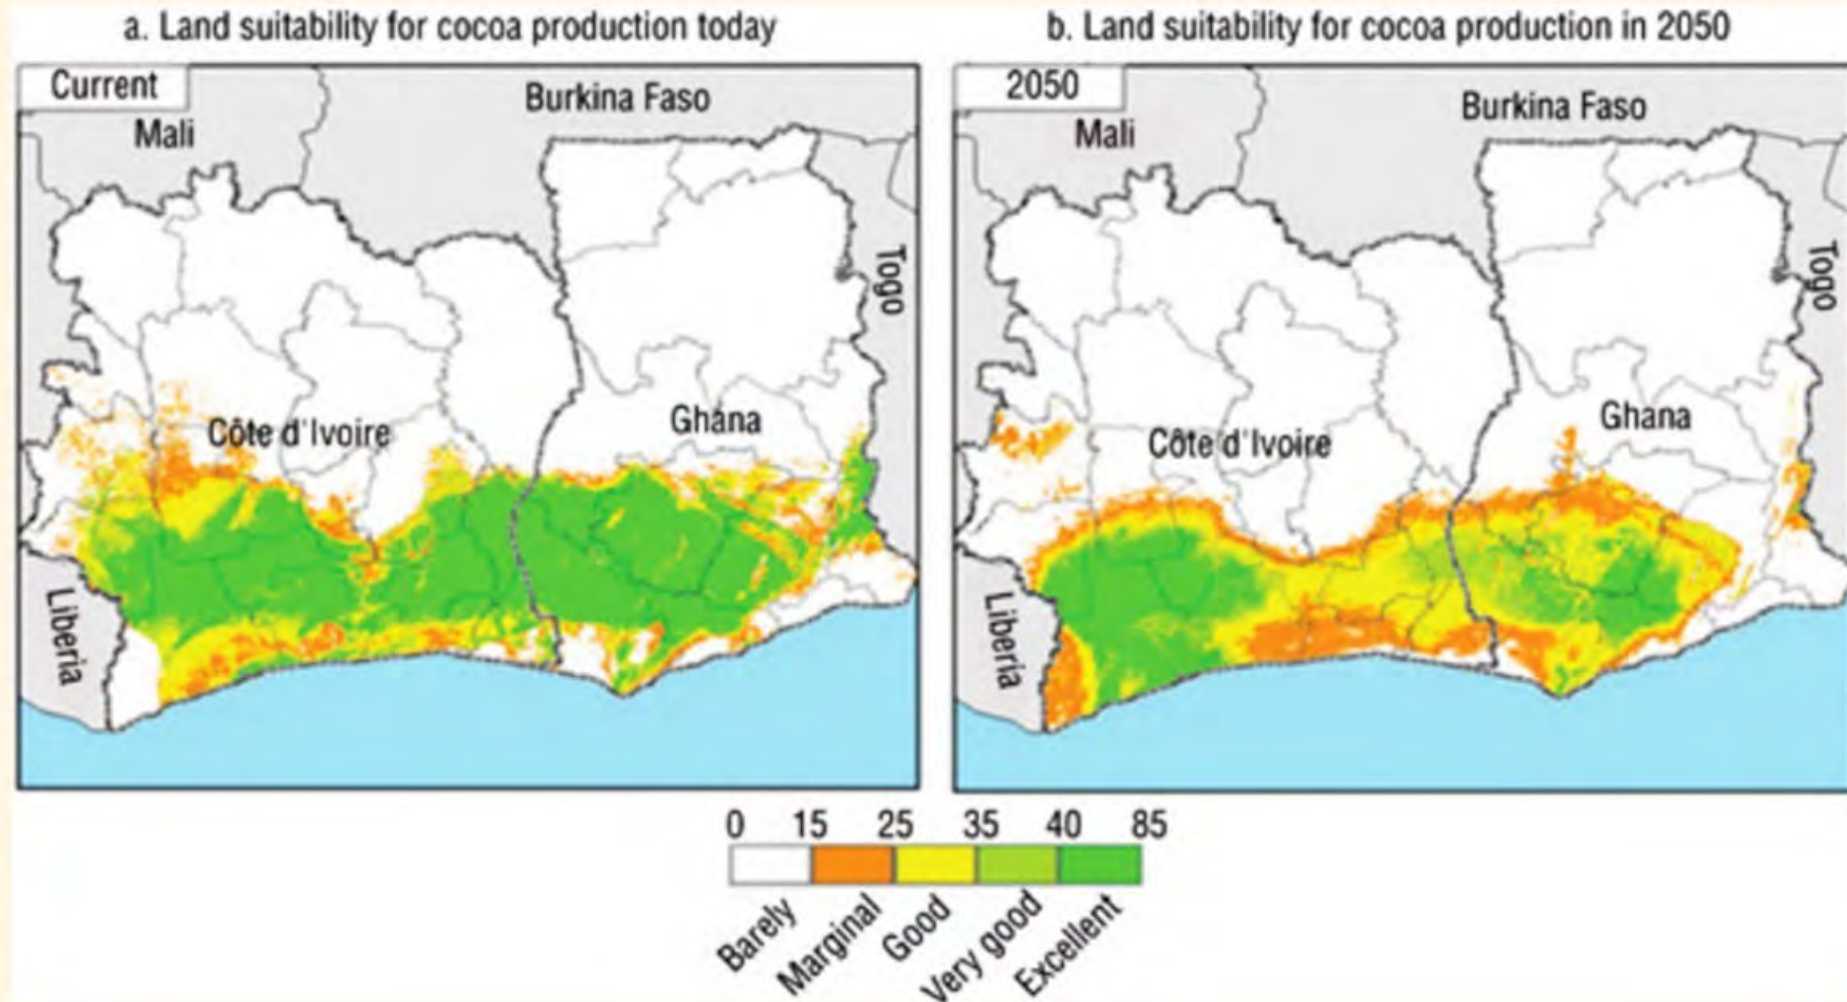 a. Land suitability for cocoa production today
b. Land suitability for cocoa production in 2050
Current
Burkina Faso
Mali
Togo
Côte d'Ivoire
Ghana
Liberia
2050
Burkina Faso
Mali
Togo
Côte d'Ivoire
Ghana
Liberia
0 15 25 35 40 85
Barely
Marginal
Good
Very good
Excellent